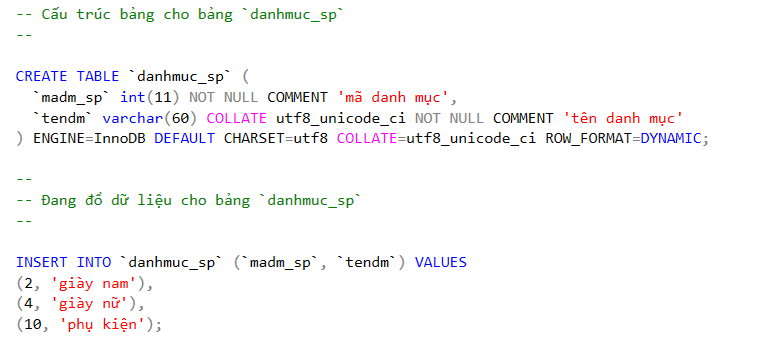 -- Cấu trúc bảng cho bảng `danhmuc_sp`
--
CREATE TABLE `danhmuc_sp` (
  `madm_sp` int(11) NOT NULL COMMENT 'mã danh mục',
  `tendm` varchar(60) COLLATE utf8_unicode_ci NOT NULL COMMENT 'tên danh mục'
) ENGINE=InnoDB DEFAULT CHARSET=utf8 COLLATE=utf8_unicode_ci ROW_FORMAT=DYNAMIC;
--
-- Đang đổ dữ liệu cho bảng `danhmuc_sp`
--
INSERT INTO `danhmuc_sp` (`madm_sp`, `tendm`) VALUES
(2, 'giày nam'),
(4, 'giày nữ'),
(10, 'phụ kiện');